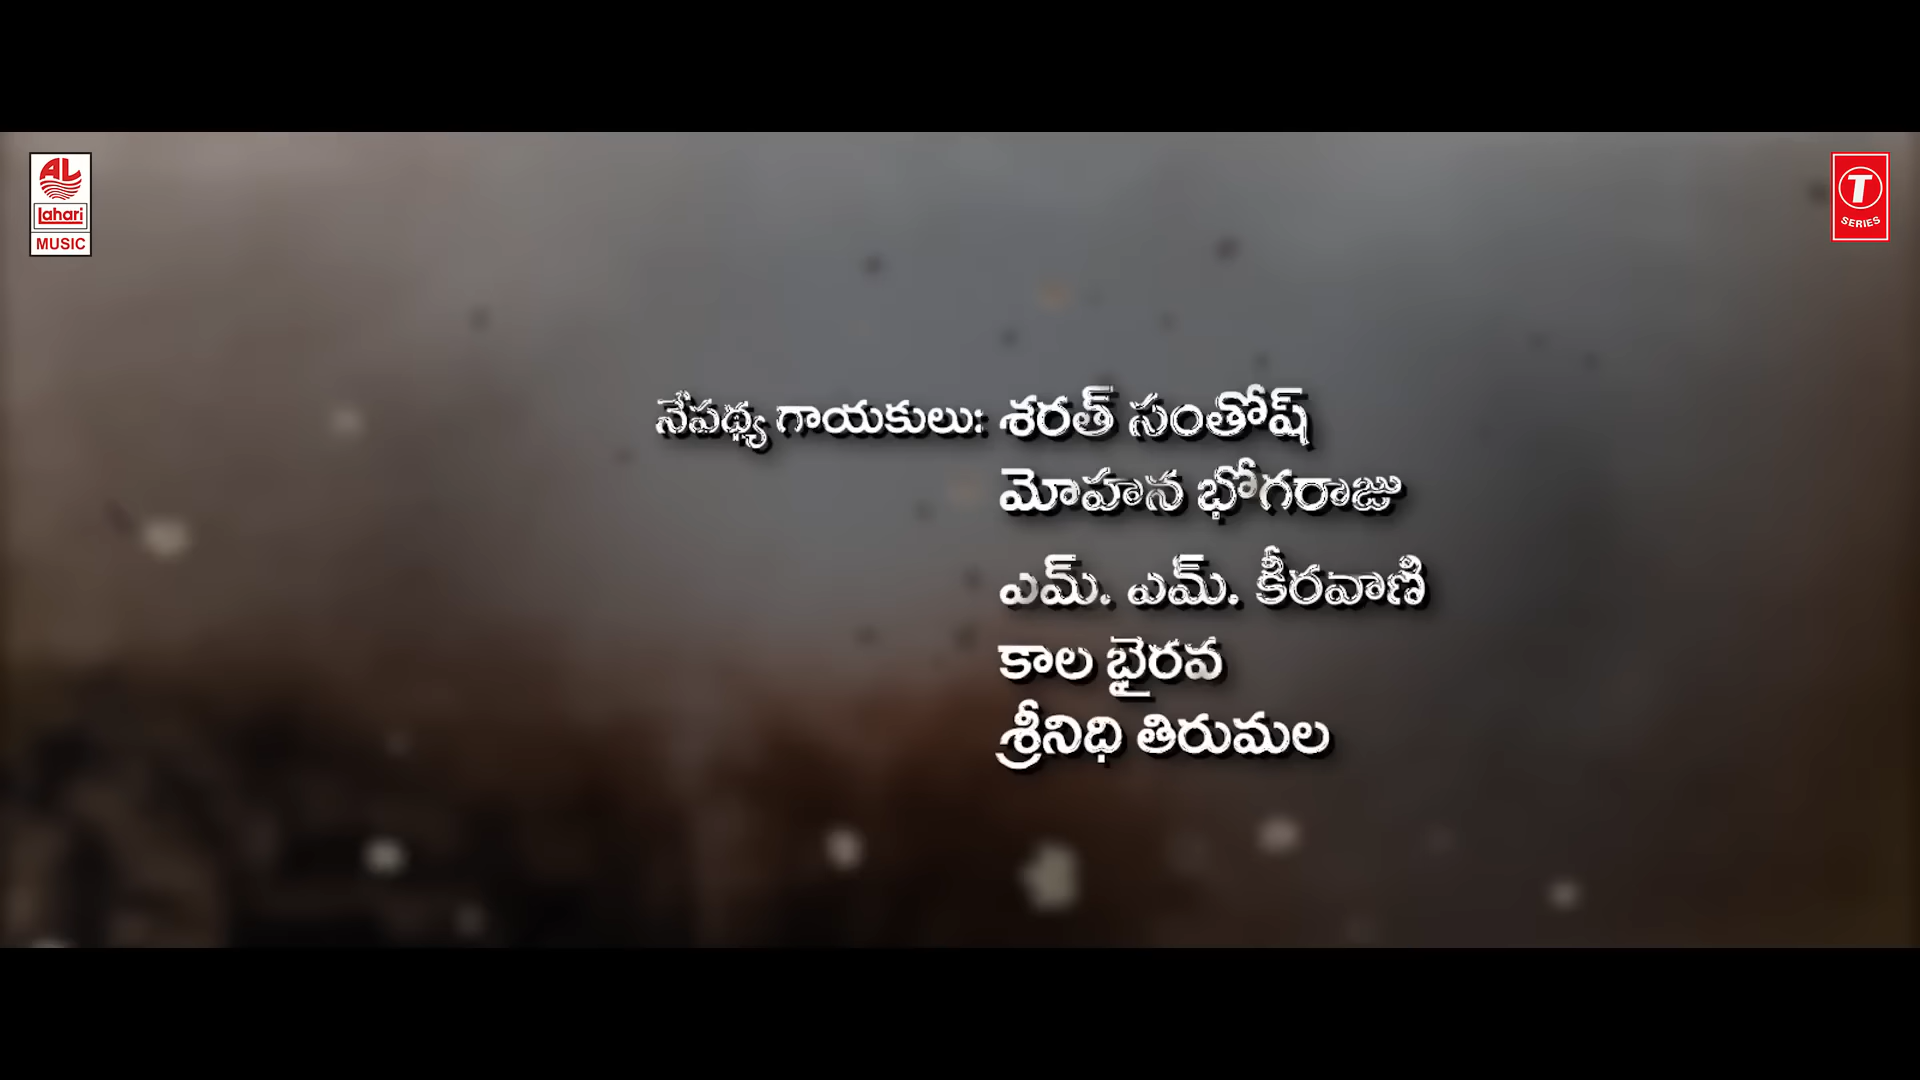 AL
Lahari
MUSIC
T
SERIES
నేపథ్య గాయకులు: శరత్ సంతోష్
మోహన భోగరాజు
ఎమ్. ఎమ్. కీరవాణి
కాల భైరవ
శ్రీనిధి తిరుమల